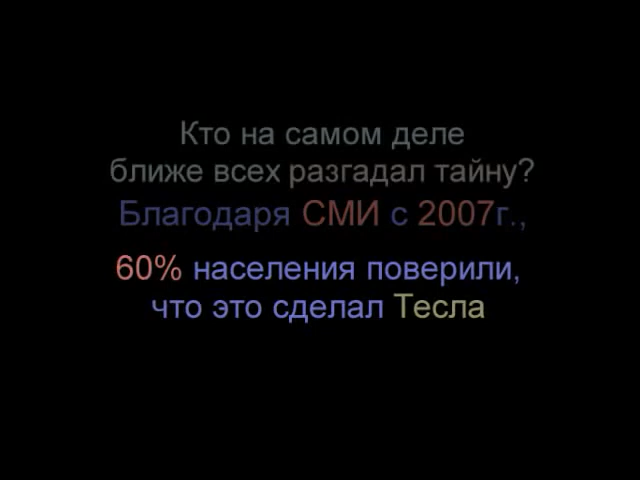 Кто на самом деле
ближе всех разгадал тайну?
Благодаря СМИ с 2007г.,
60% населения поверили,
что это сделал Тесла